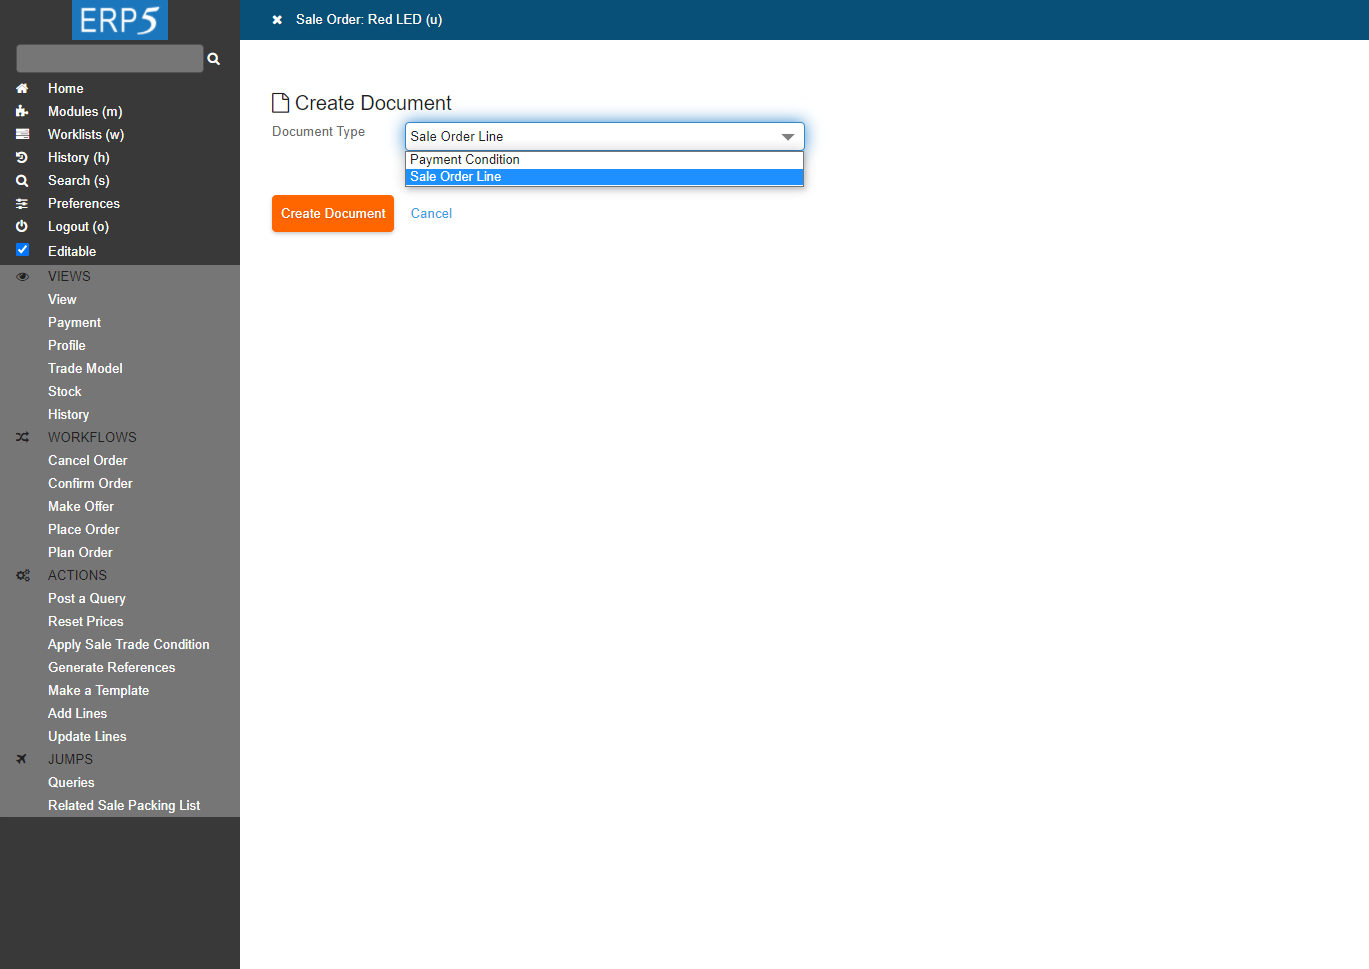 ERP5
Sale Order: Red LED (u)
Home
Modules (m)
Worklists (w)
History (h)
Search (s)
Preferences
Logout (o)
Editable
VIEWS
View
Payment
Profile
Trade Model
Stock
History
WORKFLOWS
Cancel Order
Confirm Order
Make Offer
Place Order
Plan Order
ACTIONS
Post a Query
Reset Prices
Apply Sale Trade Condition
Generate References
Make a Template
Add Lines
Update Lines
JUMPS
Queries
Related Sale Packing List
Create Document
Document Type
Sale Order Line
Payment Condition
Sale Order Line
Create Document Cancel